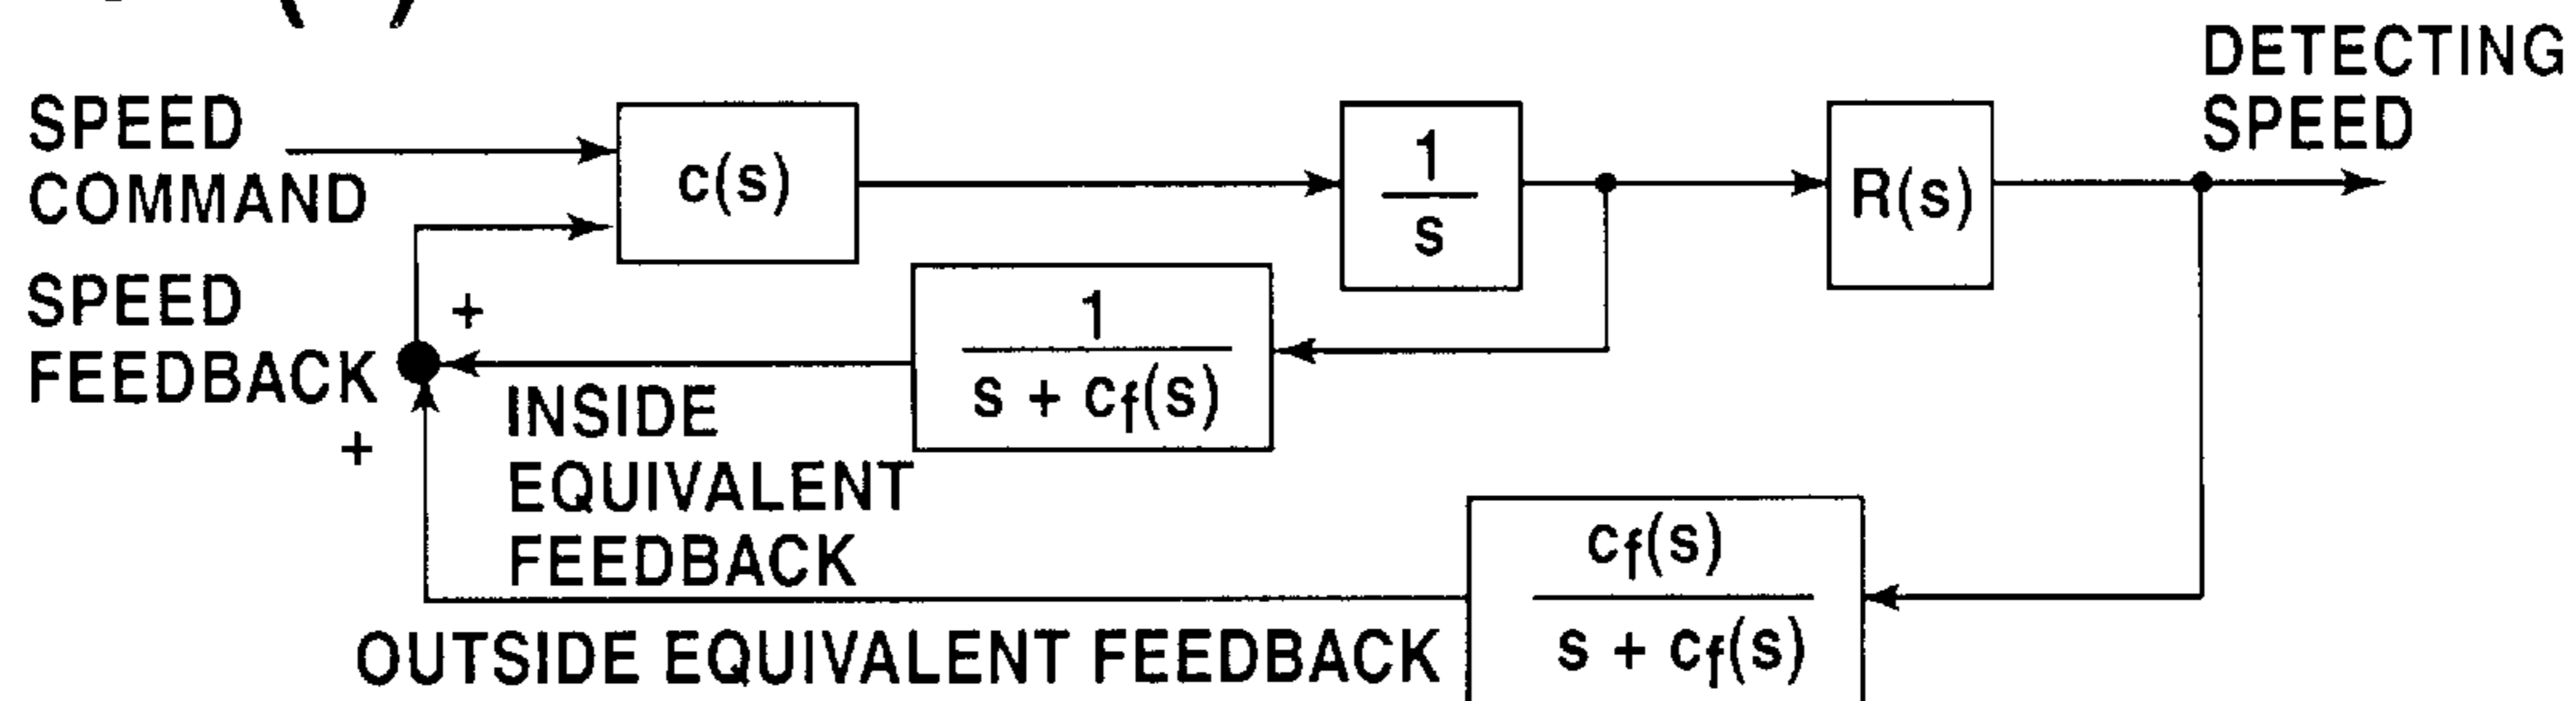 DETECTING
SPEED
SPEED
COMMAND
c(s)
1
s
R(s)
SPEED
FEEDBACK
+
+
1
s + cf(s)
INSIDE
EQUIVALENT
FEEDBACK
cf(s)
s + cf(s)
OUTSIDE EQUIVALENT FEEDBACK